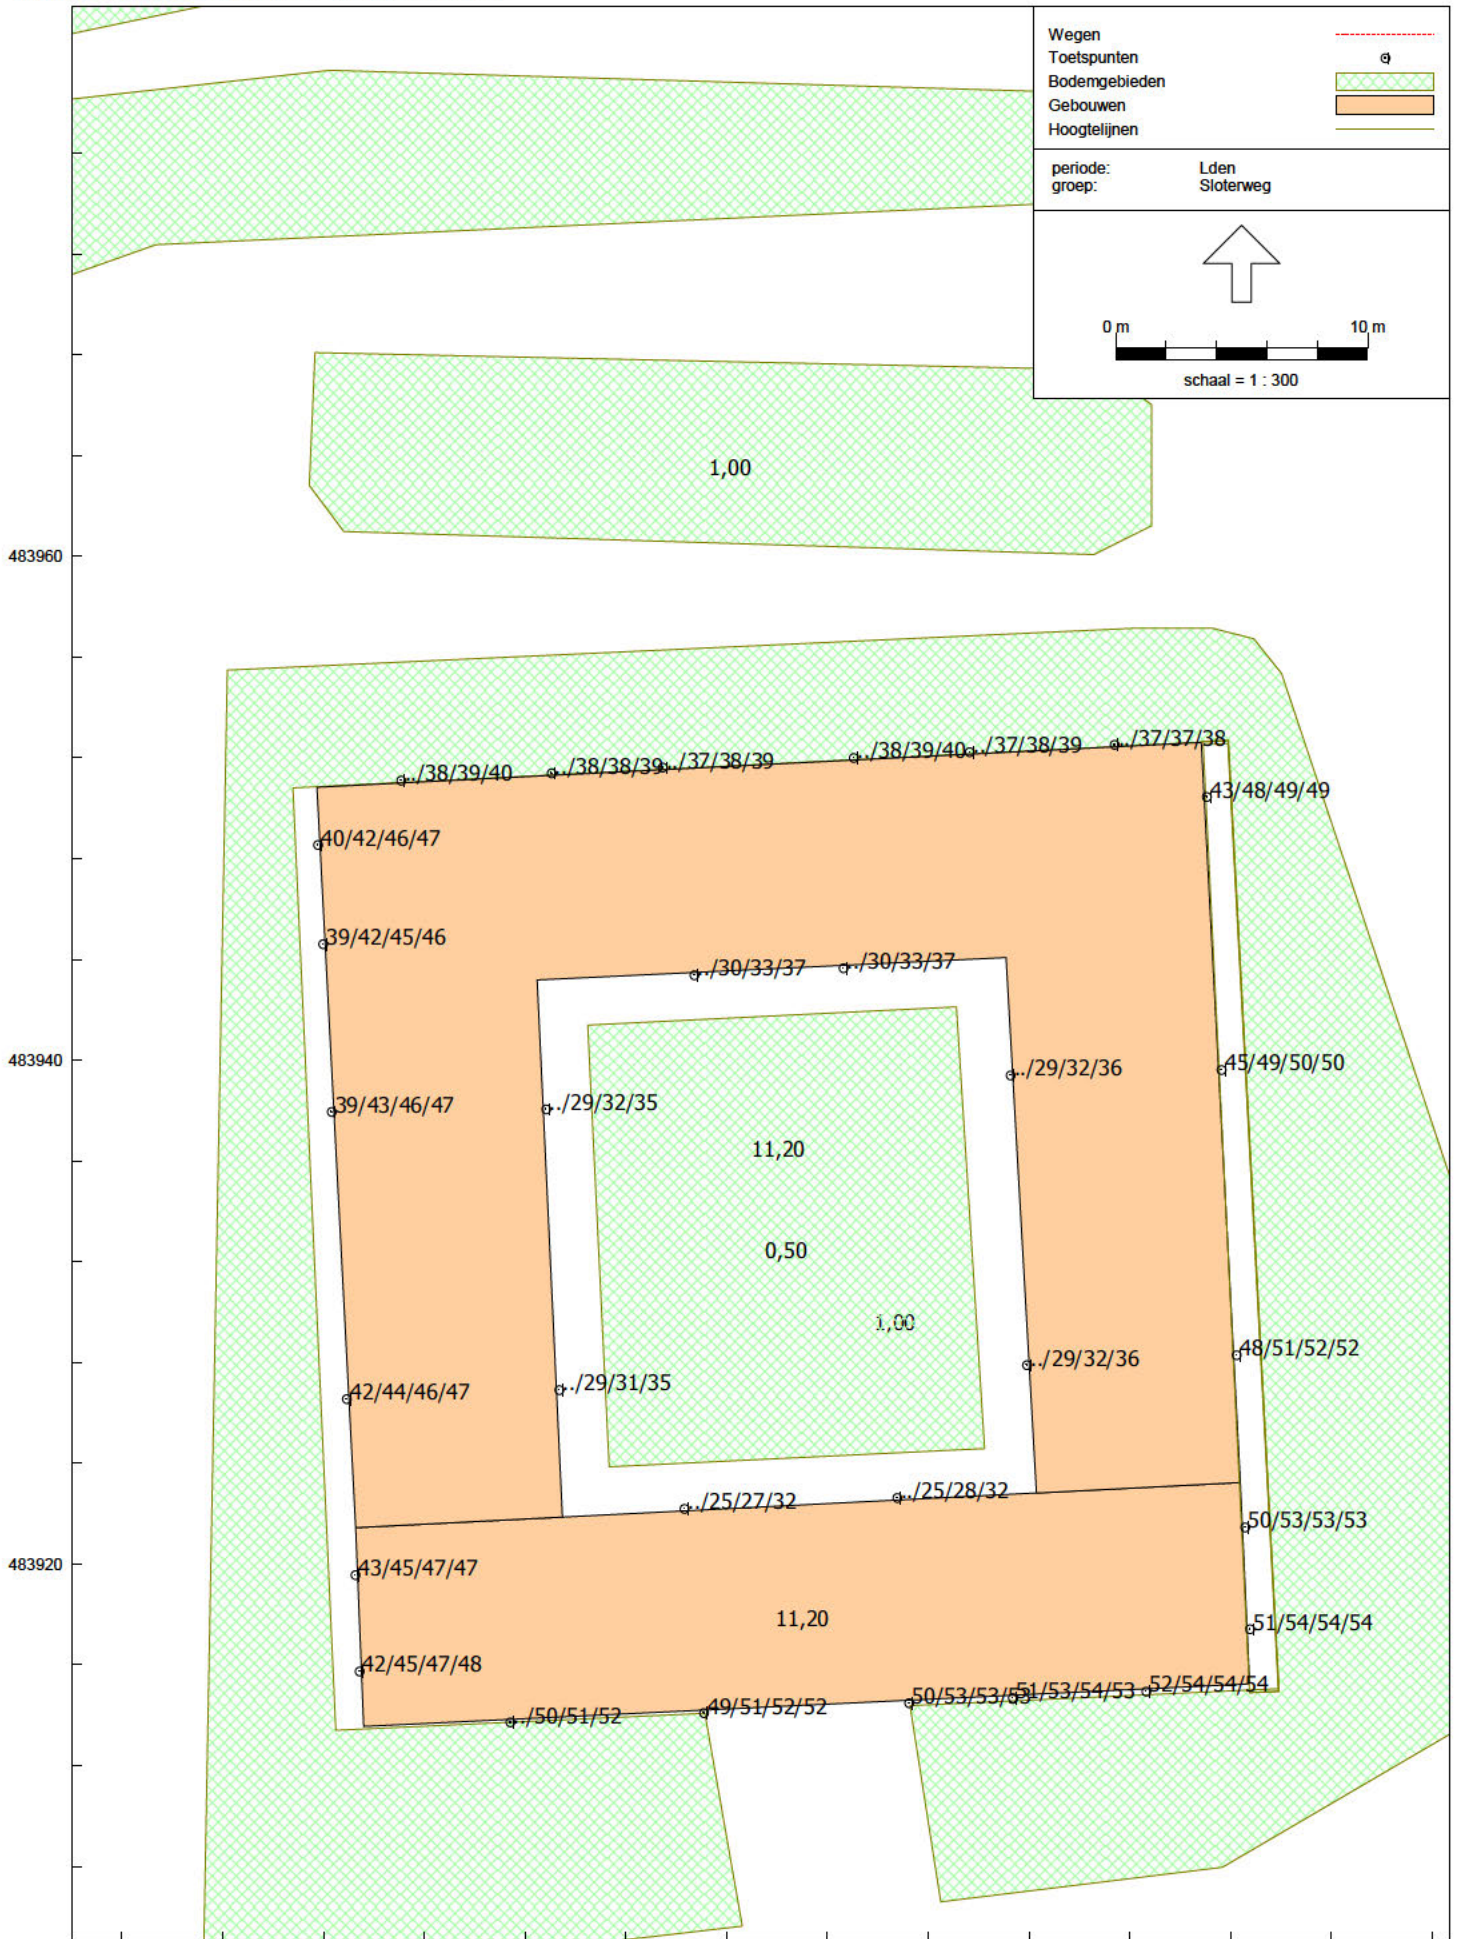 Wegen
Toetspunten
Bodemgebieden
Gebouwen
Hoogtelijnen
periode: Lden
groep: Sloterweg
0 m 10 m
schaal = 1 : 300
1,00
483960
../38/39/40 ../38/38/39 ../37/38/39 ../38/39/40 ../37/38/39 ../37/37/38
43/48/49/49
40/42/46/47
39/42/45/46
../30/33/37 ../30/33/37
483940
45/49/50/50
../29/32/36
39/43/46/47
../29/32/35
11,20
0,50
1,00
48/51/52/52
../29/32/36
../29/31/35
42/44/46/47
../25/27/32 ../25/28/32
50/53/53/53
483920
43/45/47/47
11,20
51/54/54/54
42/45/47/48
../50/51/52 49/51/52/52 50/53/53/53 51/53/54/53 52/54/54/54